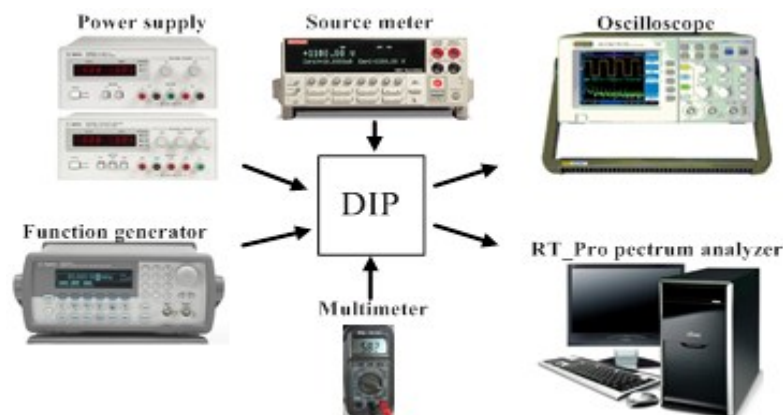 Power supply
Source meter
Oscilloscope
DIP
Function generator
RT_Pro pectrum analyzer
Multimeter